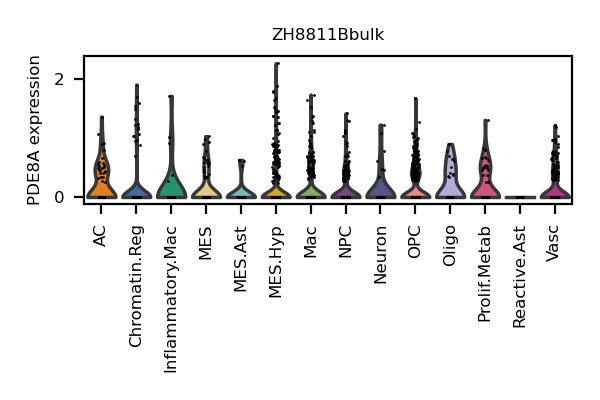 ZH8811Bbulk
PDE8A expression
2
0
AC
Chromatin.Reg
Inflammatory.Mac
MES
MES.Ast
MES.Hyp
Mac
NPC
Neuron
OPC
Oligo
Prolif.Metab
Reactive.Ast
Vasc